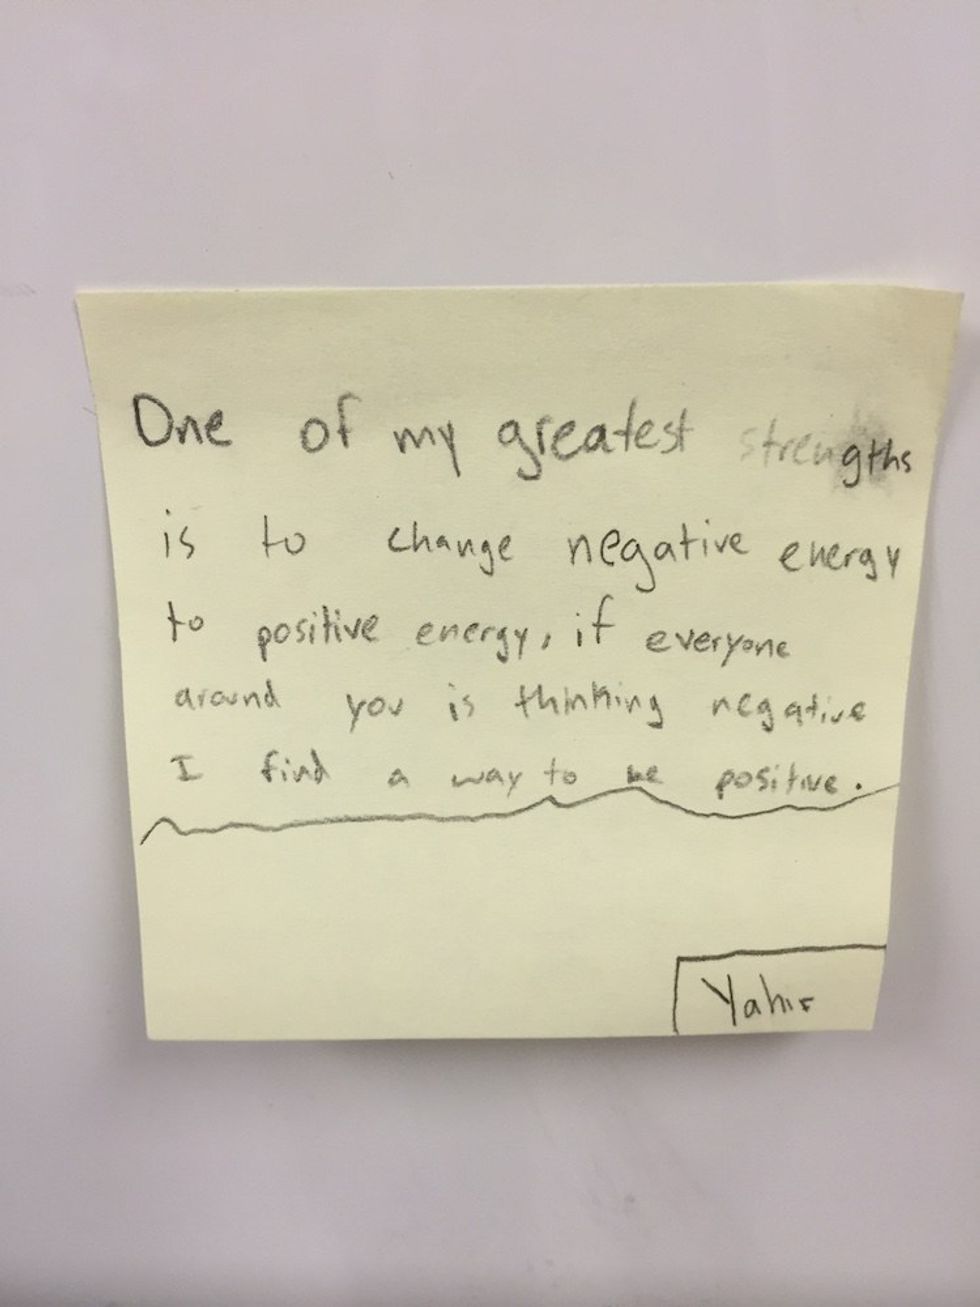 One of my greatest strengths
is to change negative energy
to positive energy, if everyone
around you is thinking negative
I find a way to be positive.
Yahir